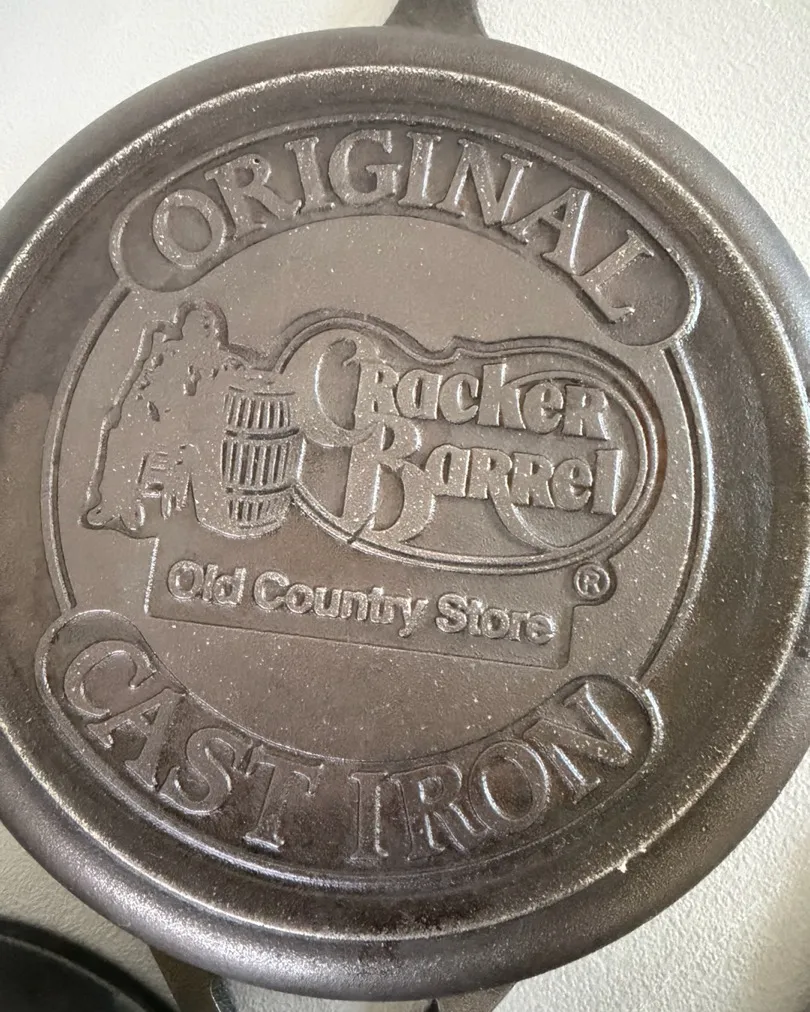 ORIGINAL
Cracker
Barrel
Old Country Store ®
CAST IRON